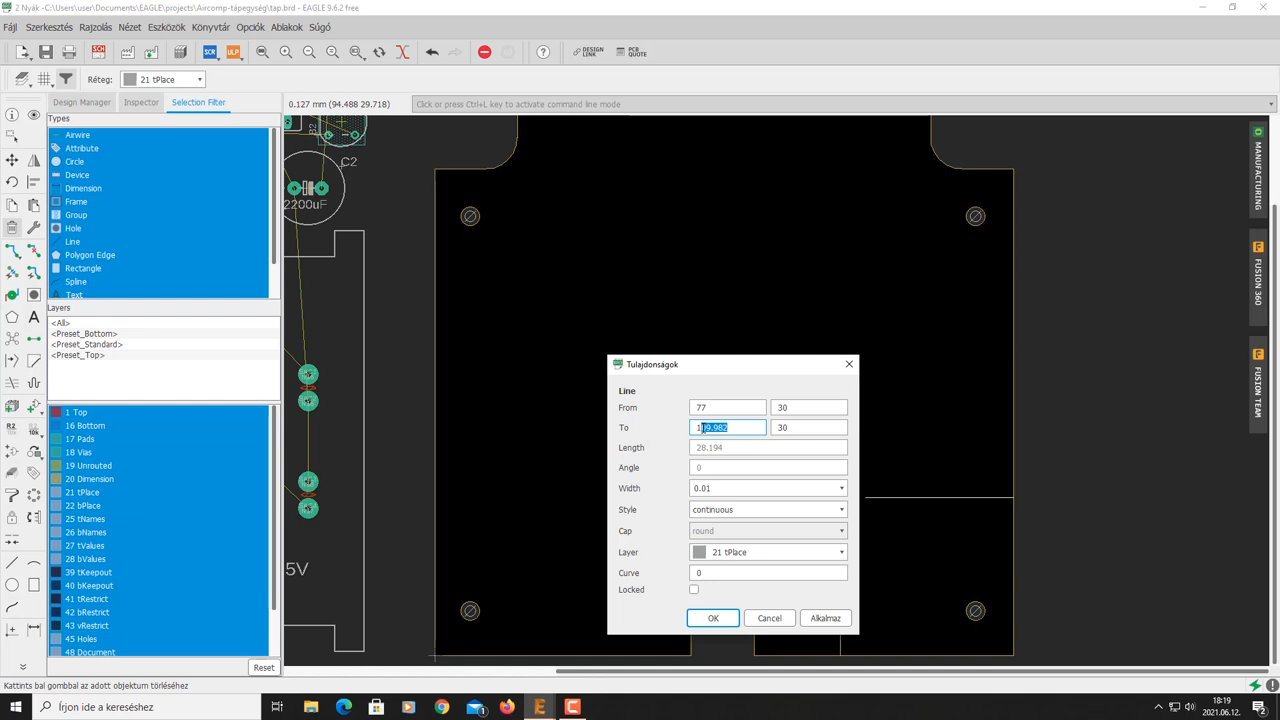 2 Nyák -C:\Users\user\Documents\EAGLE\projects\Aircomp-tápegység\tap.brd - EAGLE 9.6.2 free
Fájl Szerkesztés Rajzolás Nézet Eszközök Könyvtár Opciók Ablakok Súgó
SCH SCR ULP DESIGN LINK PCB QUOTE
Réteg: 21 tPlace
Design Manager Inspector Selection Filter
0.127 mm (94.488 29.718) Click or press Ctrl+L key to activate command line mode
Types
Airwire
Attribute
Circle
Device
Dimension
Frame
Group
Hole
Line
Polygon Edge
Rectangle
Spline
Text
Layers
<All>
<Preset_Bottom>
<Preset_Standard>
<Preset_Top>
1 Top
16 Bottom
17 Pads
18 Vias
19 Unrouted
20 Dimension
21 tPlace
22 bPlace
25 tNames
26 bNames
27 tValues
28 bValues
39 tKeepout
40 bKeepout
41 tRestrict
42 bRestrict
43 vRestrict
45 Holes
48 Document
Reset
R2
10k
C2
2200uF
5V
Tulajdonságok
Line
From 77 30
To 109.982 30
Length 28.194
Angle 0
Width 0.01
Style continuous
Cap round
Layer 21 tPlace
Curve 0
Locked
OK Cancel Alkalmaz
MANUFACTURING
FUSION 360
FUSION TEAM
Kattints bal gombbal az adott objektum törléséhez
Írjon ide a kereséshez
18:19
2021.06.12.